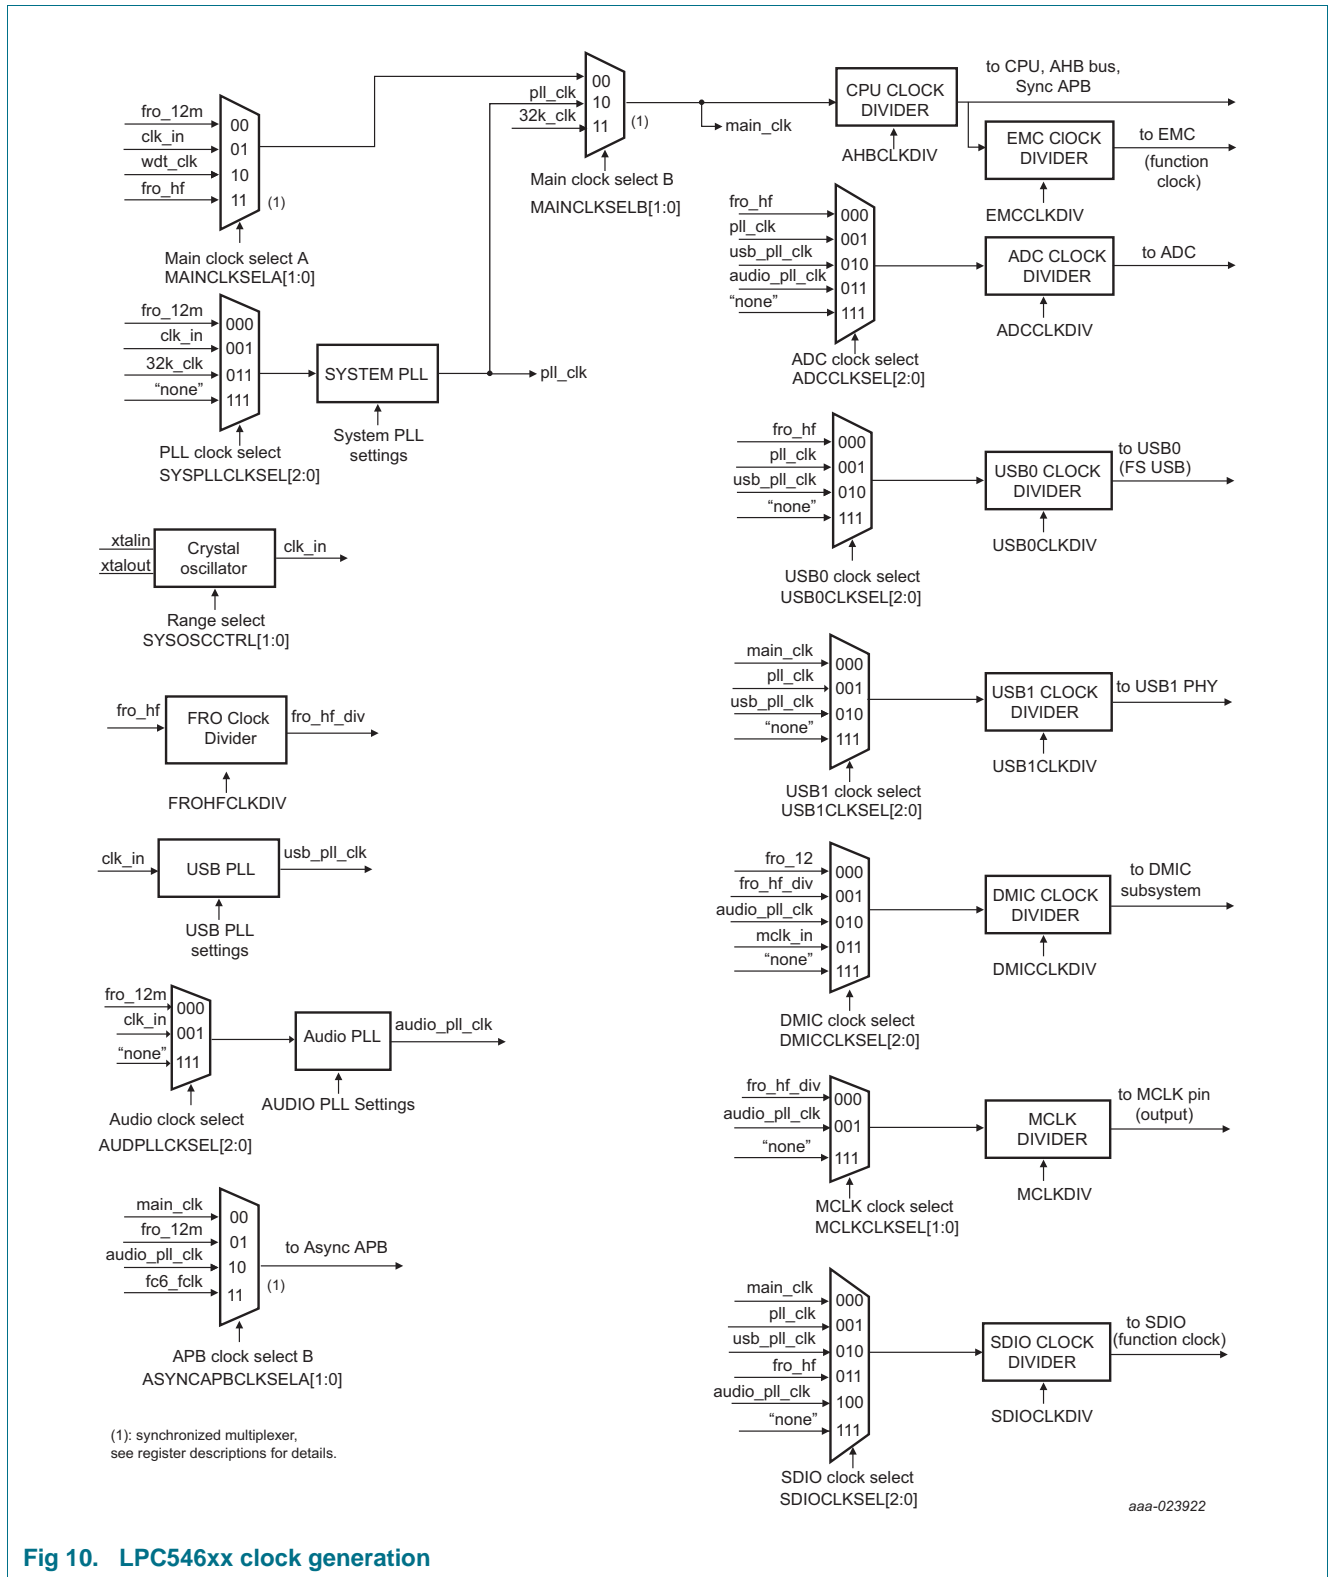 fro_12m
clk_in
wdt_clk
fro_hf
00
01
10
11
(1)
Main clock select A
MAINCLKSELA[1:0]
pll_clk
32k_clk
00
10
11
(1)
Main clock select B
MAINCLKSELB[1:0]
main_clk
CPU CLOCK
DIVIDER
AHBCLKDIV
to CPU, AHB bus,
Sync APB
EMC ClOCK
DIVIDER
EMCCLKDIV
to EMC
(function
clock)
fro_12m
clk_in
32k_clk
“none”
000
001
011
111
PLL clock select
SYSPLLCLKSEL[2:0]
SYSTEM PLL
System PLL
settings
pll_clk
fro_hf
pll_clk
usb_pll_clk
audio_pll_clk
“none”
000
001
010
011
111
ADC clock select
ADCCLKSEL[2:0]
ADC CLOCK
DIVIDER
ADCCLKDIV
to ADC
xtalin
xtalout
Crystal
oscillator
clk_in
Range select
SYSOSCCTRL[1:0]
fro_hf
pll_clk
usb_pll_clk
“none”
000
001
010
111
USB0 clock select
USB0CLKSEL[2:0]
USB0 CLOCK
DIVIDER
USB0CLKDIV
to USB0
(FS USB)
fro_hf
FRO Clock
Divider
fro_hf_div
FROHFCLKDIV
main_clk
pll_clk
usb_pll_clk
“none”
000
001
010
111
USB1 clock select
USB1CLKSEL[2:0]
USB1 CLOCK
DIVIDER
USB1CLKDIV
to USB1 PHY
clk_in
USB PLL
usb_pll_clk
USB PLL
settings
fro_12
fro_hf_div
audio_pll_clk
mclk_in
“none”
000
001
010
011
111
DMIC clock select
DMICCLKSEL[2:0]
DMIC CLOCK
DIVIDER
DMICCLKDIV
to DMIC
subsystem
fro_12m
clk_in
“none”
000
001
111
Audio clock select
AUDPLLCKSEL[2:0]
Audio PLL
AUDIO PLL Settings
audio_pll_clk
fro_hf_div
audio_pll_clk
“none”
000
001
111
MCLK clock select
MCLKCLKSEL[1:0]
MCLK
DIVIDER
MCLKDIV
to MCLK pin
(output)
main_clk
fro_12m
audio_pll_clk
fc6_fclk
00
01
10
11
(1)
to Async APB
APB clock select B
ASYNCAPBCLKSELA[1:0]
main_clk
pll_clk
usb_pll_clk
fro_hf
audio_pll_clk
“none”
000
001
010
011
100
111
SDIO clock select
SDIOCLKSEL[2:0]
SDIO CLOCK
DIVIDER
SDIOCLKDIV
to SDIO
(function clock)
(1): synchronized multiplexer,
see register descriptions for details.
aaa-023922
Fig 10. LPC546xx clock generation